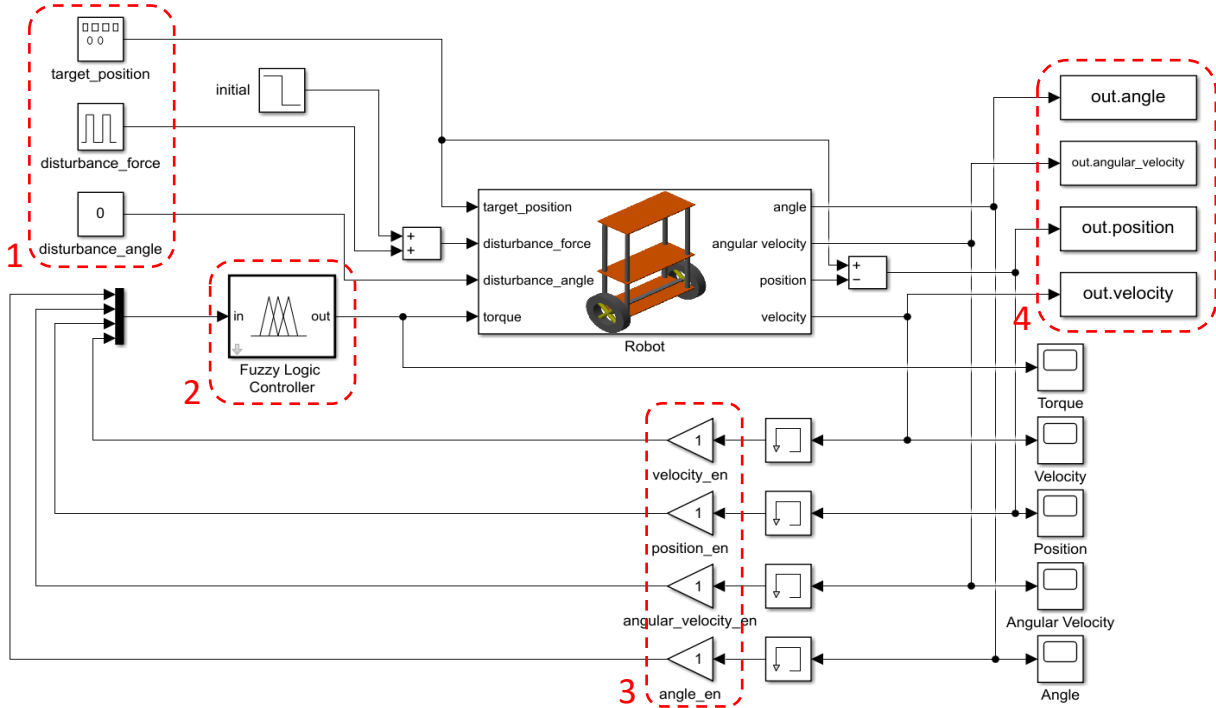 target_position
initial
disturbance_force
0
disturbance_angle
1
+
+
target_position
disturbance_force
disturbance_angle
torque
angle
angular velocity
position
velocity
Robot
+
−
out.angle
out.angular_velocity
out.position
out.velocity
4
in
out
Fuzzy Logic
Controller
2
Torque
1
velocity_en
Velocity
1
position_en
Position
1
angular_velocity_en
Angular Velocity
1
angle_en
Angle
3